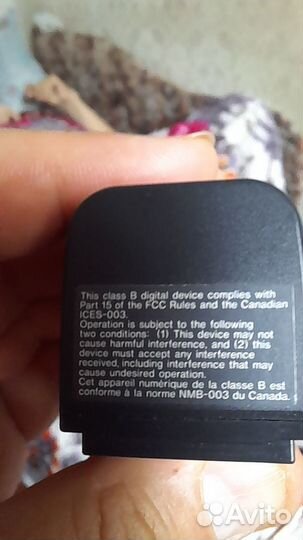 This class B digital device complies with
Part 15 of the FCC Rules and the Canadian
ICES-003.
Operation is subject to the following
two conditions: (1) This device may not
cause harmful interference, and (2) this
device must accept any interference
received, including interference that may
cause undesired operation.
Cet appareil numérique de la classe B est
conforme à la norme NMB-003 du Canada.
Avito